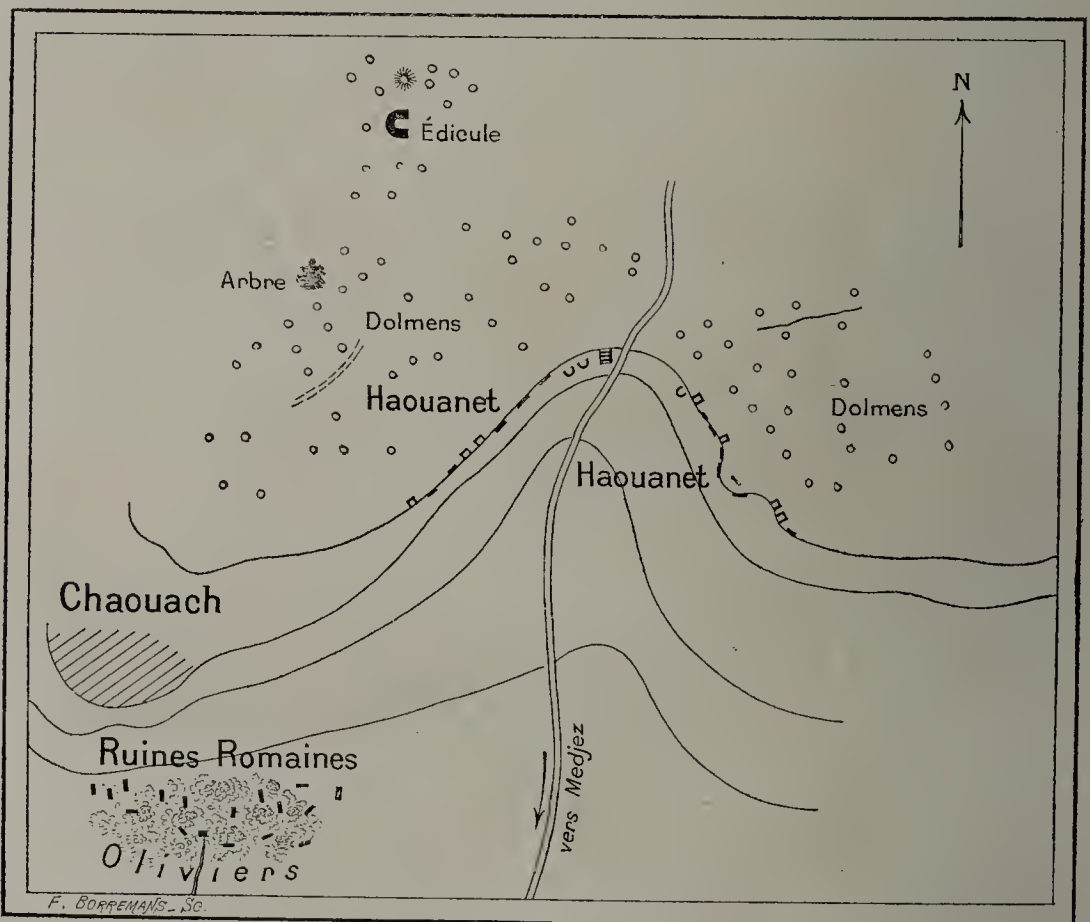 N
Édicule
Arbre
Dolmens
Haouanet
Dolmens
Haouanet
Chaouach
Ruines Romaines
vers Medjez
Oliviers
F. BORREMANS_SC.